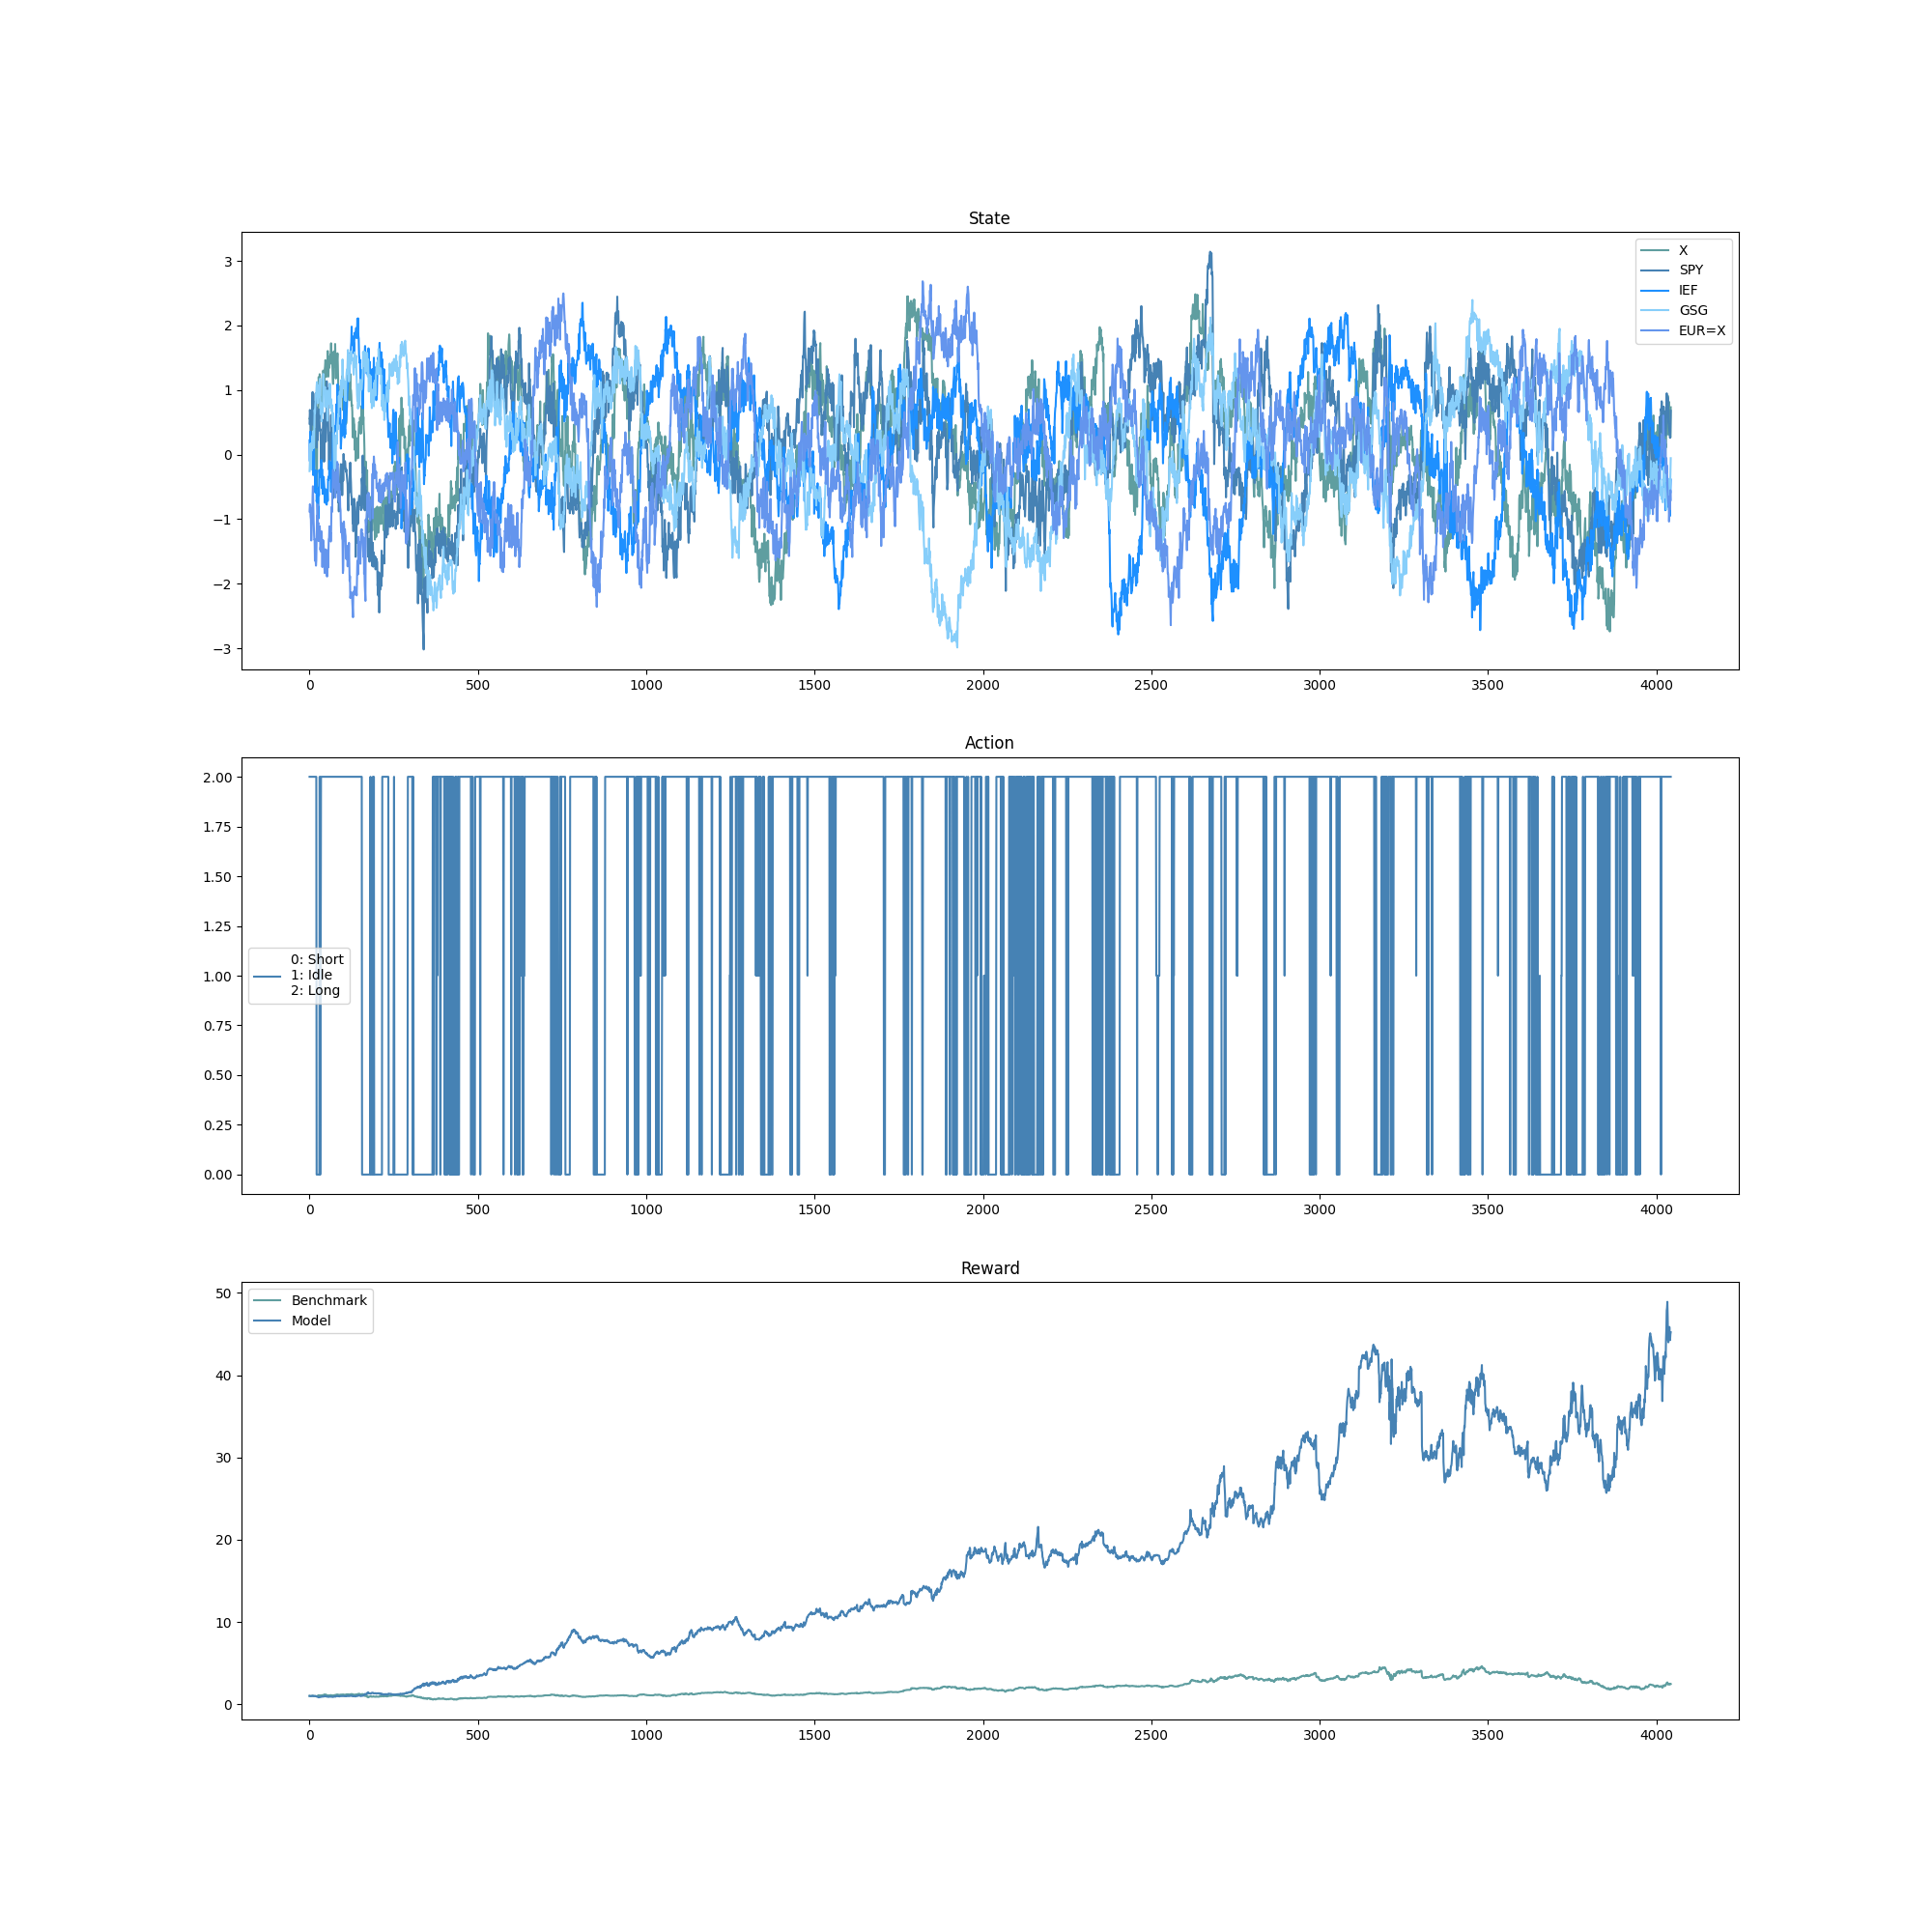 State
3
2
1
0
−1
−2
−3
X
SPY
IEF
GSG
EUR=X
0 500 1000 1500 2000 2500 3000 3500 4000
Action
2.00
1.75
1.50
1.25
1.00
0.75
0.50
0.25
0.00
0: Short
1: Idle
2: Long
0 500 1000 1500 2000 2500 3000 3500 4000
Reward
50
40
30
20
10
0
Benchmark
Model
0 500 1000 1500 2000 2500 3000 3500 4000